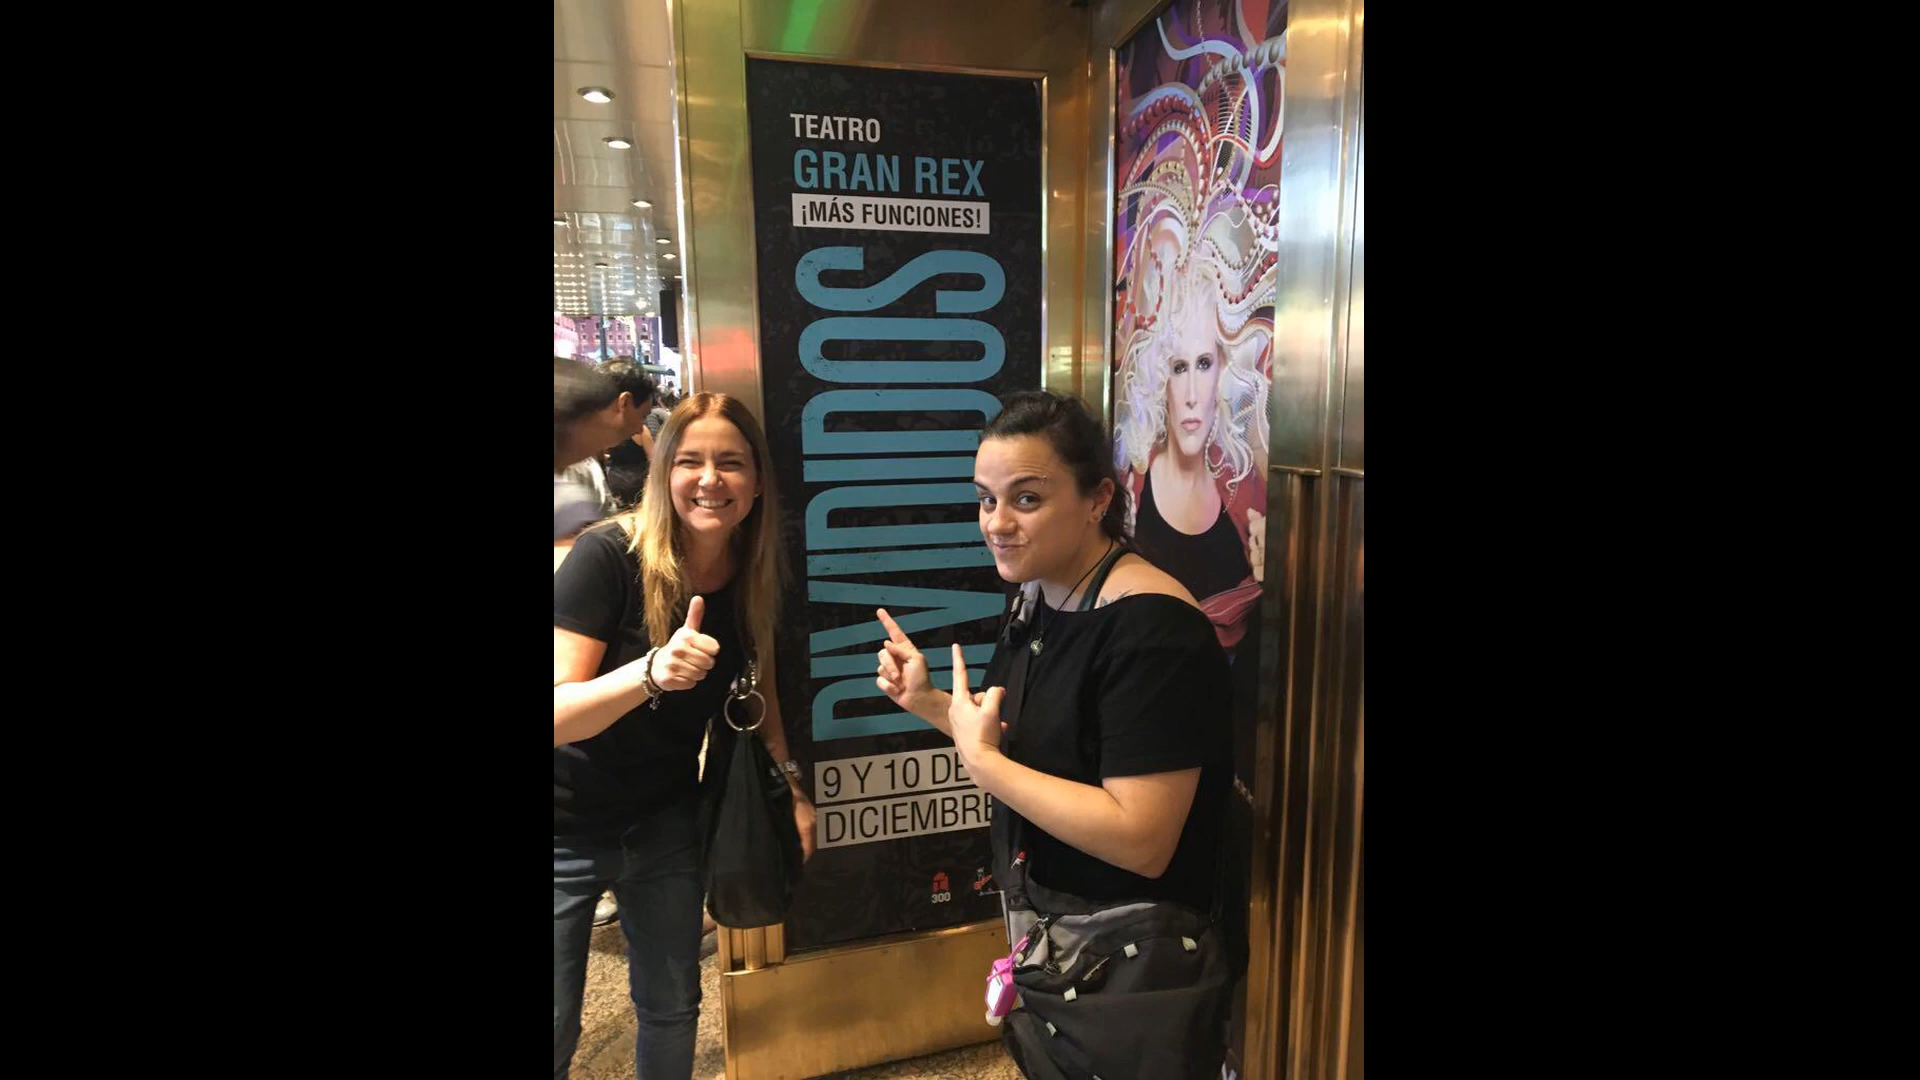 TEATRO
GRAN REX
¡MÁS FUNCIONES!
DIVIDIDOS
9 Y 10 DE
DICIEMBRE
300